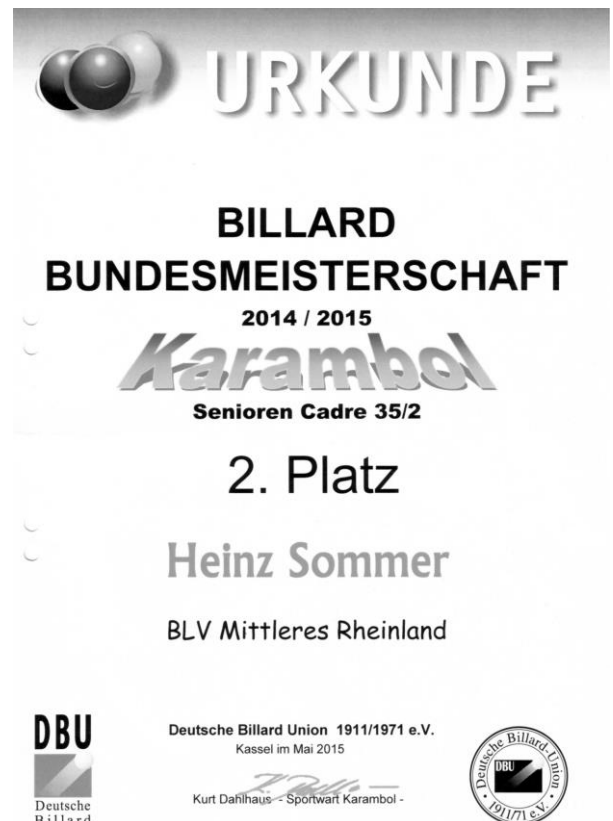 URKUNDE
BILLARD
BUNDESMEISTERSCHAFT
2014 / 2015
Karambol
Senioren Cadre 35/2
2. Platz
Heinz Sommer
BLV Mittleres Rheinland
DBU
Deutsche
Billard
Deutsche Billard Union 1911/1971 e.V.
Kassel im Mai 2015
Kurt Dahlhaus - Sportwart Karambol -
Deutsche Billard-Union
DBU
1911/71 e.V.